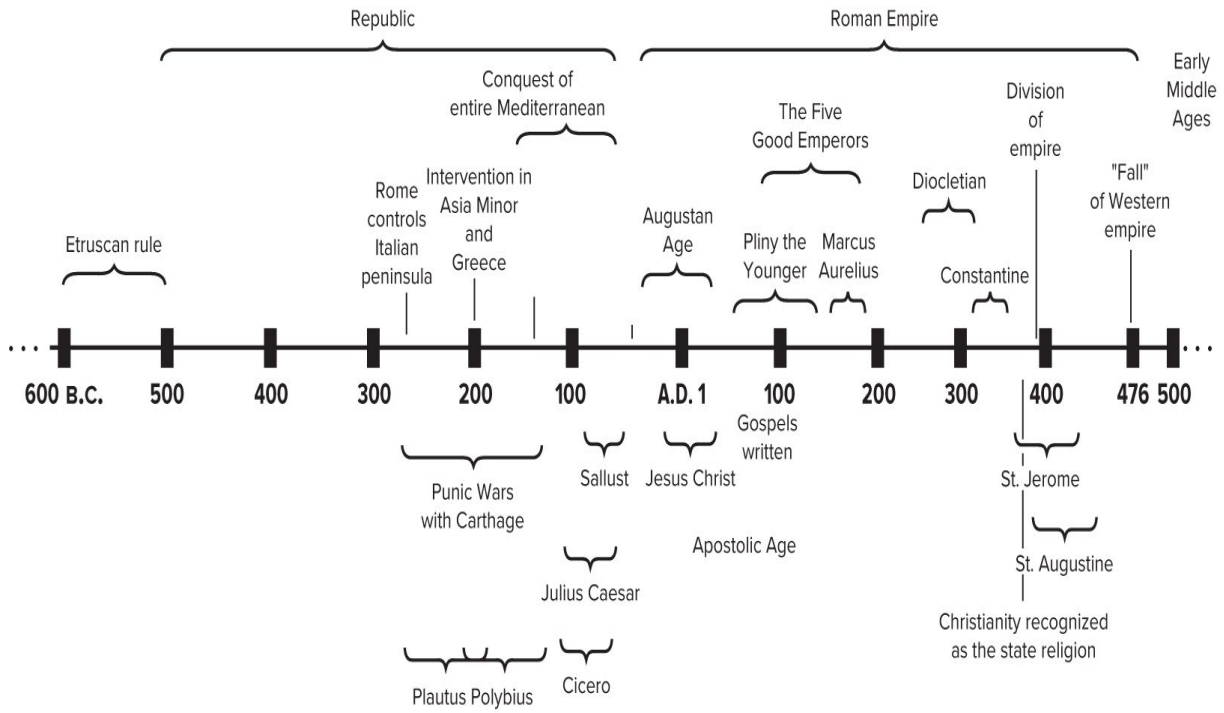 Republic
Roman Empire
Early
Middle
Ages
Conquest of
entire Mediterranean
Division
of
empire
The Five
Good Emperors
Rome
controls
Italian
peninsula
Intervention in
Asia Minor
and
Greece
"Fall"
of Western
empire
Diocletian
Augustan
Age
Etruscan rule
Pliny the
Younger
Marcus
Aurelius
Constantine
600 B.C. 500 400 300 200 100 A.D. 1 100 200 300 400 476 500
Gospels
written
Sallust
Jesus Christ
St. Jerome
Punic Wars
with Carthage
Apostolic Age
St. Augustine
Julius Caesar
Christianity recognized
as the state religion
Plautus Polybius
Cicero